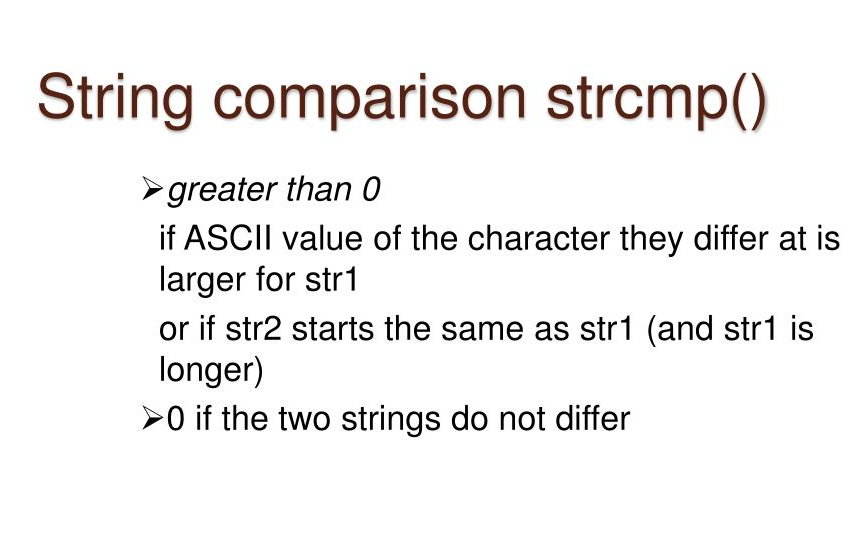 String comparison strcmp()
➢greater than 0
if ASCII value of the character they differ at is
larger for str1
or if str2 starts the same as str1 (and str1 is
longer)
➢0 if the two strings do not differ